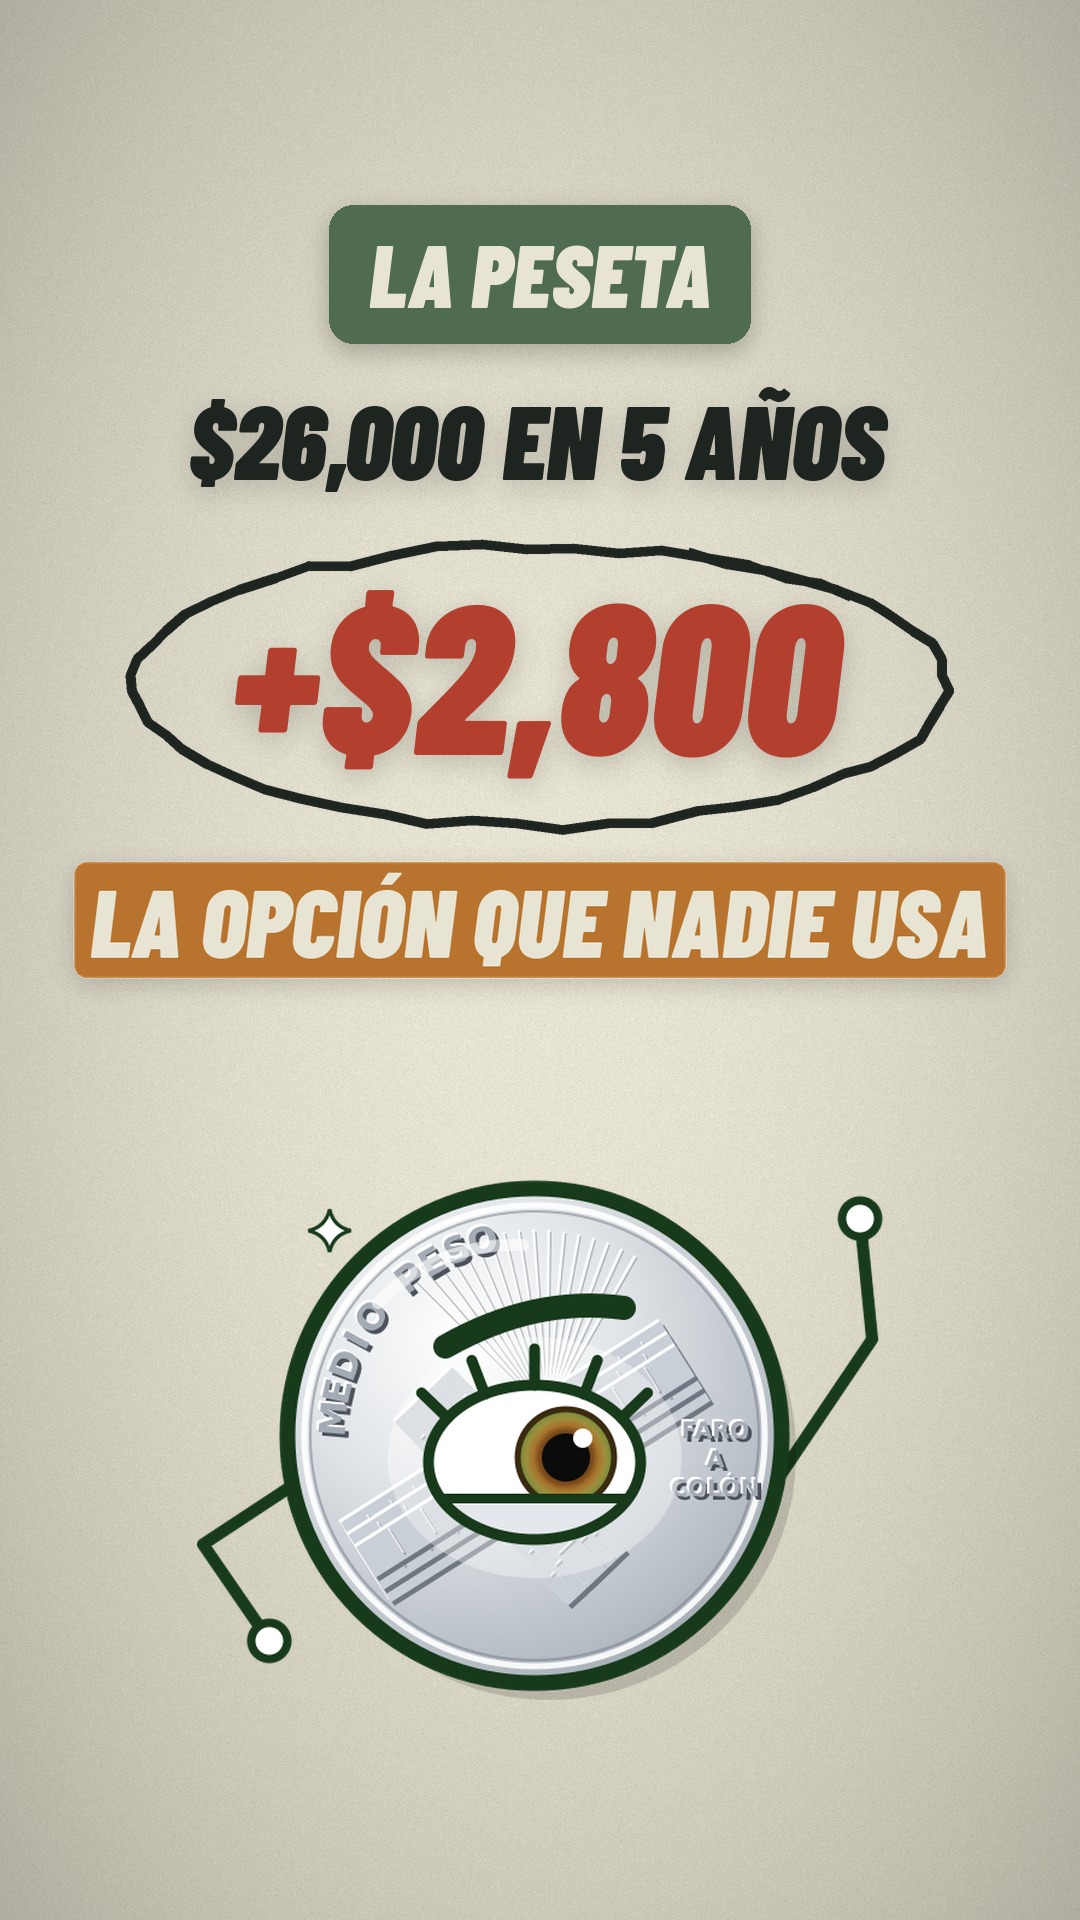 LA PESETA
$26,000 EN 5 AÑOS
+$2,800
LA OPCIÓN QUE NADIE USA
MEDIO PESO
FARO
A
COLÓN